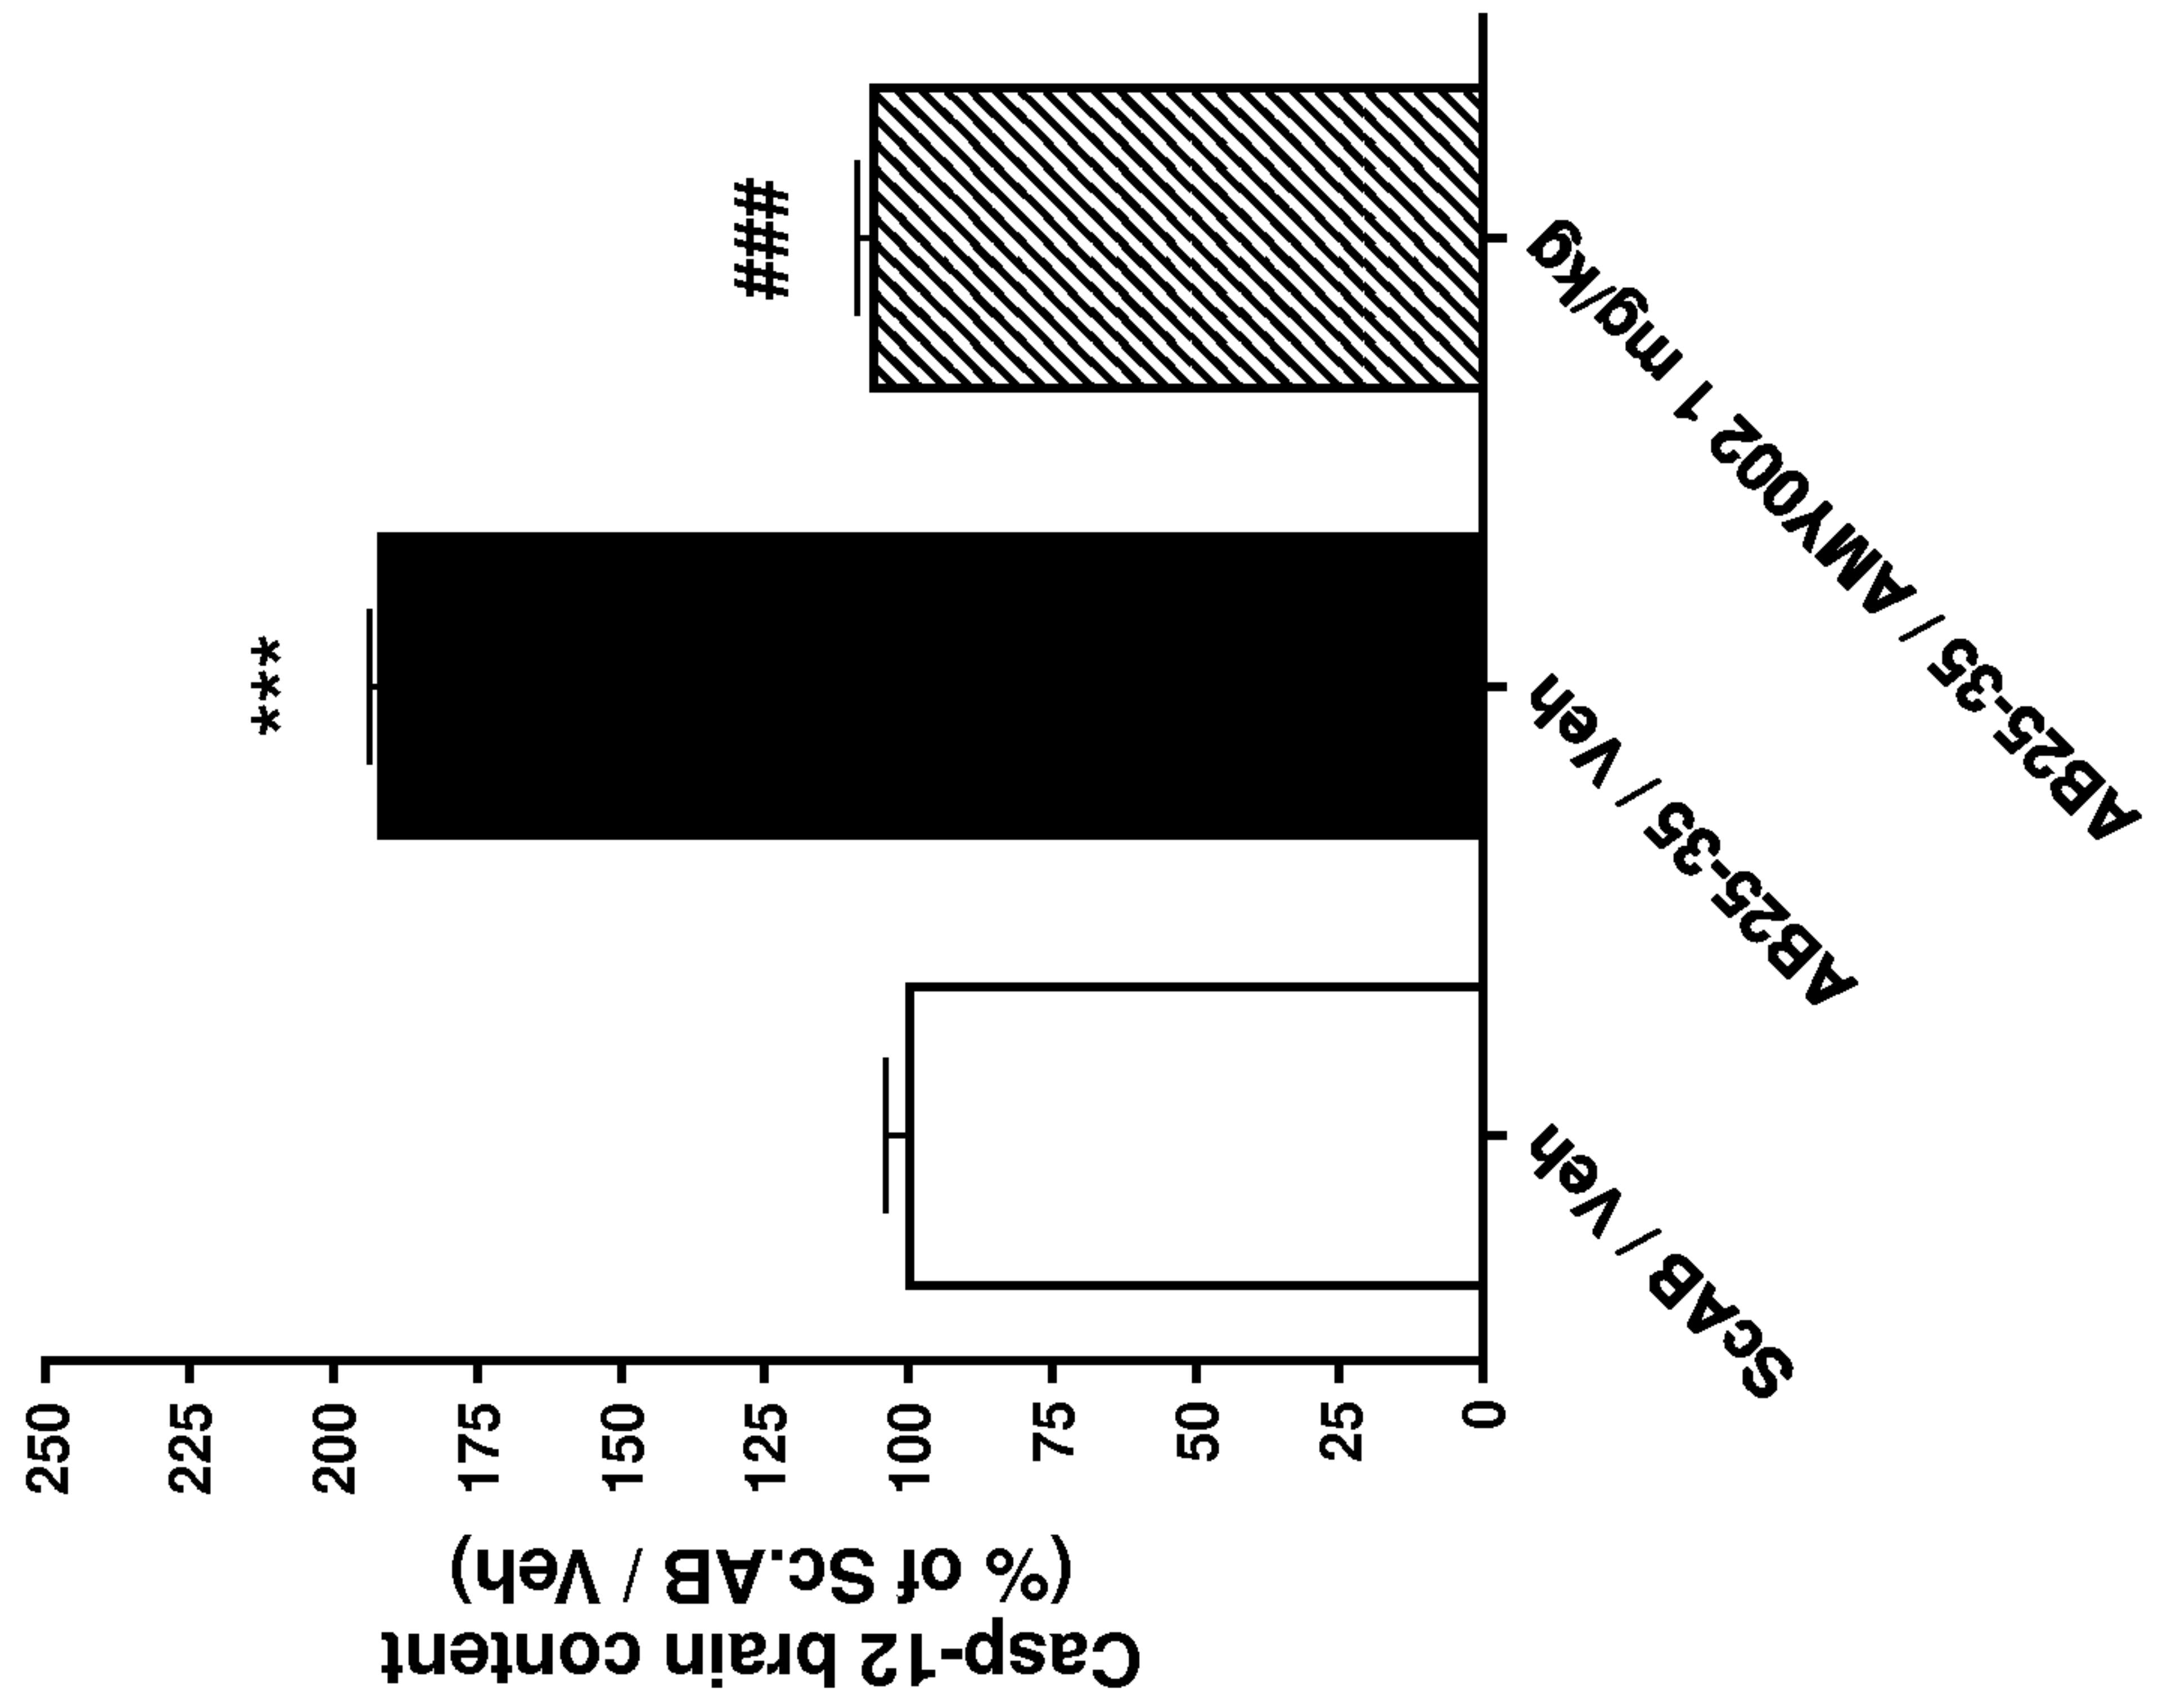 Casp-12 brain content
(% of Sc.AB / Veh)
250
225
200
175
150
125
100
75
50
25
0
***
###
ScAB / Veh
AB25-35 / Veh
AB25-35 / AMY002 1 mg/kg